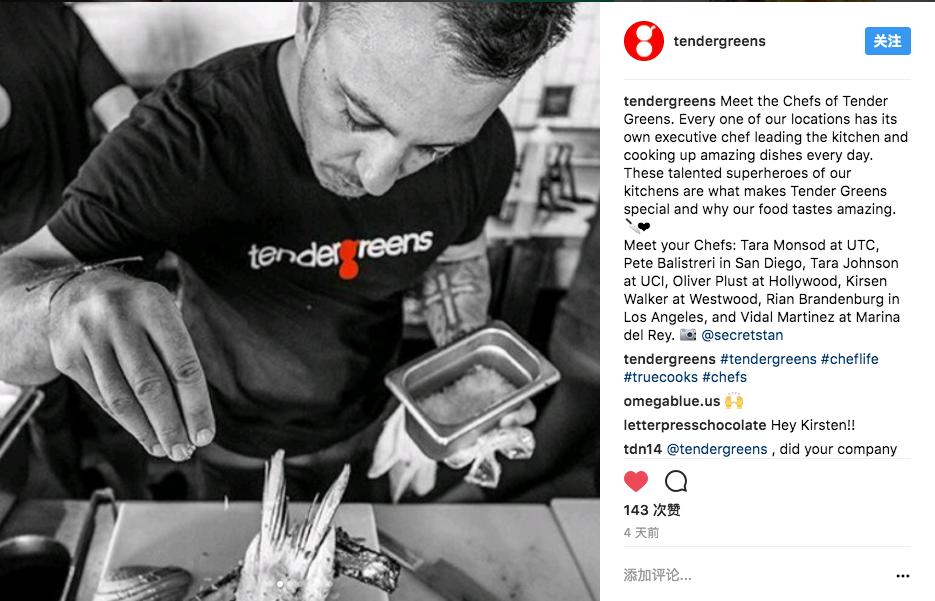 tendergreens
tendergreens
关注
tendergreens Meet the Chefs of Tender
Greens. Every one of our locations has its
own executive chef leading the kitchen and
cooking up amazing dishes every day.
These talented superheroes of our
kitchens are what makes Tender Greens
special and why our food tastes amazing.
🔪❤
Meet your Chefs: Tara Monsod at UTC,
Pete Balistreri in San Diego, Tara Johnson
at UCI, Oliver Plust at Hollywood, Kirsen
Walker at Westwood, Rian Brandenburg in
Los Angeles, and Vidal Martinez at Marina
del Rey. 📷 @secretstan
tendergreens #tendergreens #cheflife
#truecooks #chefs
omegablue.us 🙌
letterpresschocolate Hey Kirsten!!
tdn14 @tendergreens , did your company
143 次赞
4 天前
添加评论...